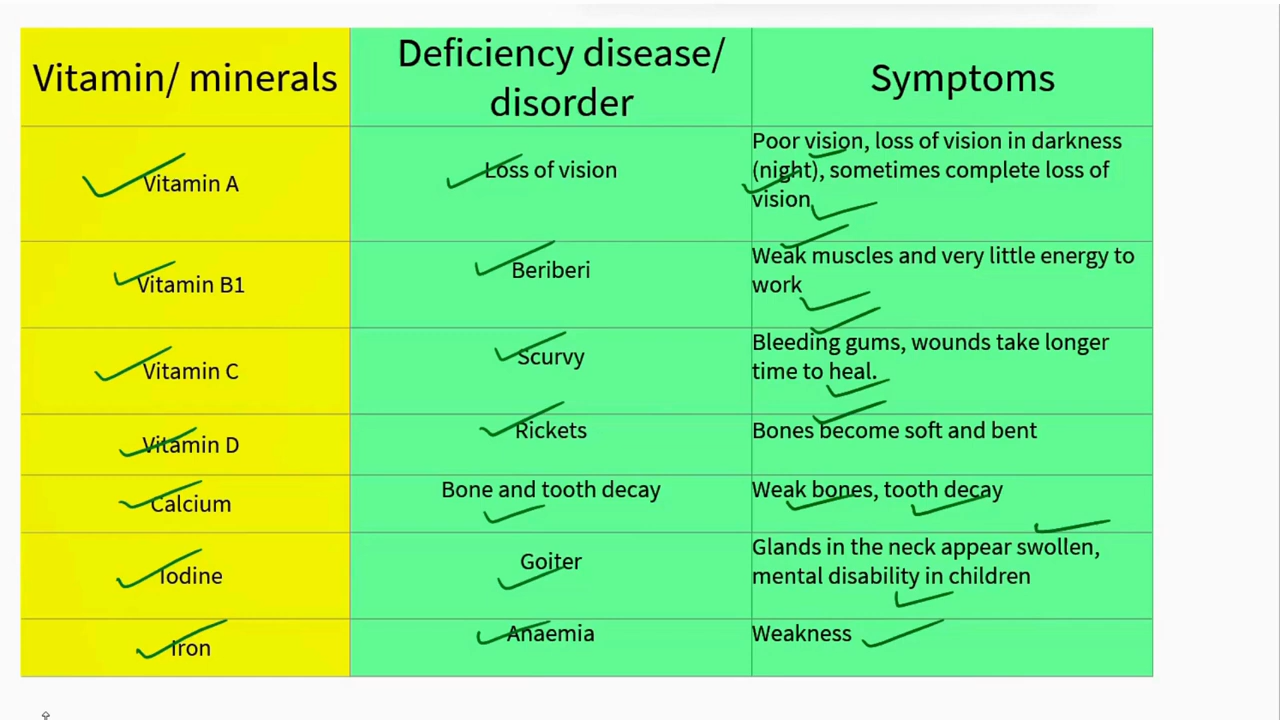 Vitamin/ minerals
Deficiency disease/
disorder
Symptoms
Vitamin A
Loss of vision
Poor vision, loss of vision in darkness
(night), sometimes complete loss of
vision
Vitamin B1
Beriberi
Weak muscles and very little energy to
work
Vitamin C
Scurvy
Bleeding gums, wounds take longer
time to heal.
Vitamin D
Rickets
Bones become soft and bent
Calcium
Bone and tooth decay
Weak bones, tooth decay
Iodine
Goiter
Glands in the neck appear swollen,
mental disability in children
Iron
Anaemia
Weakness